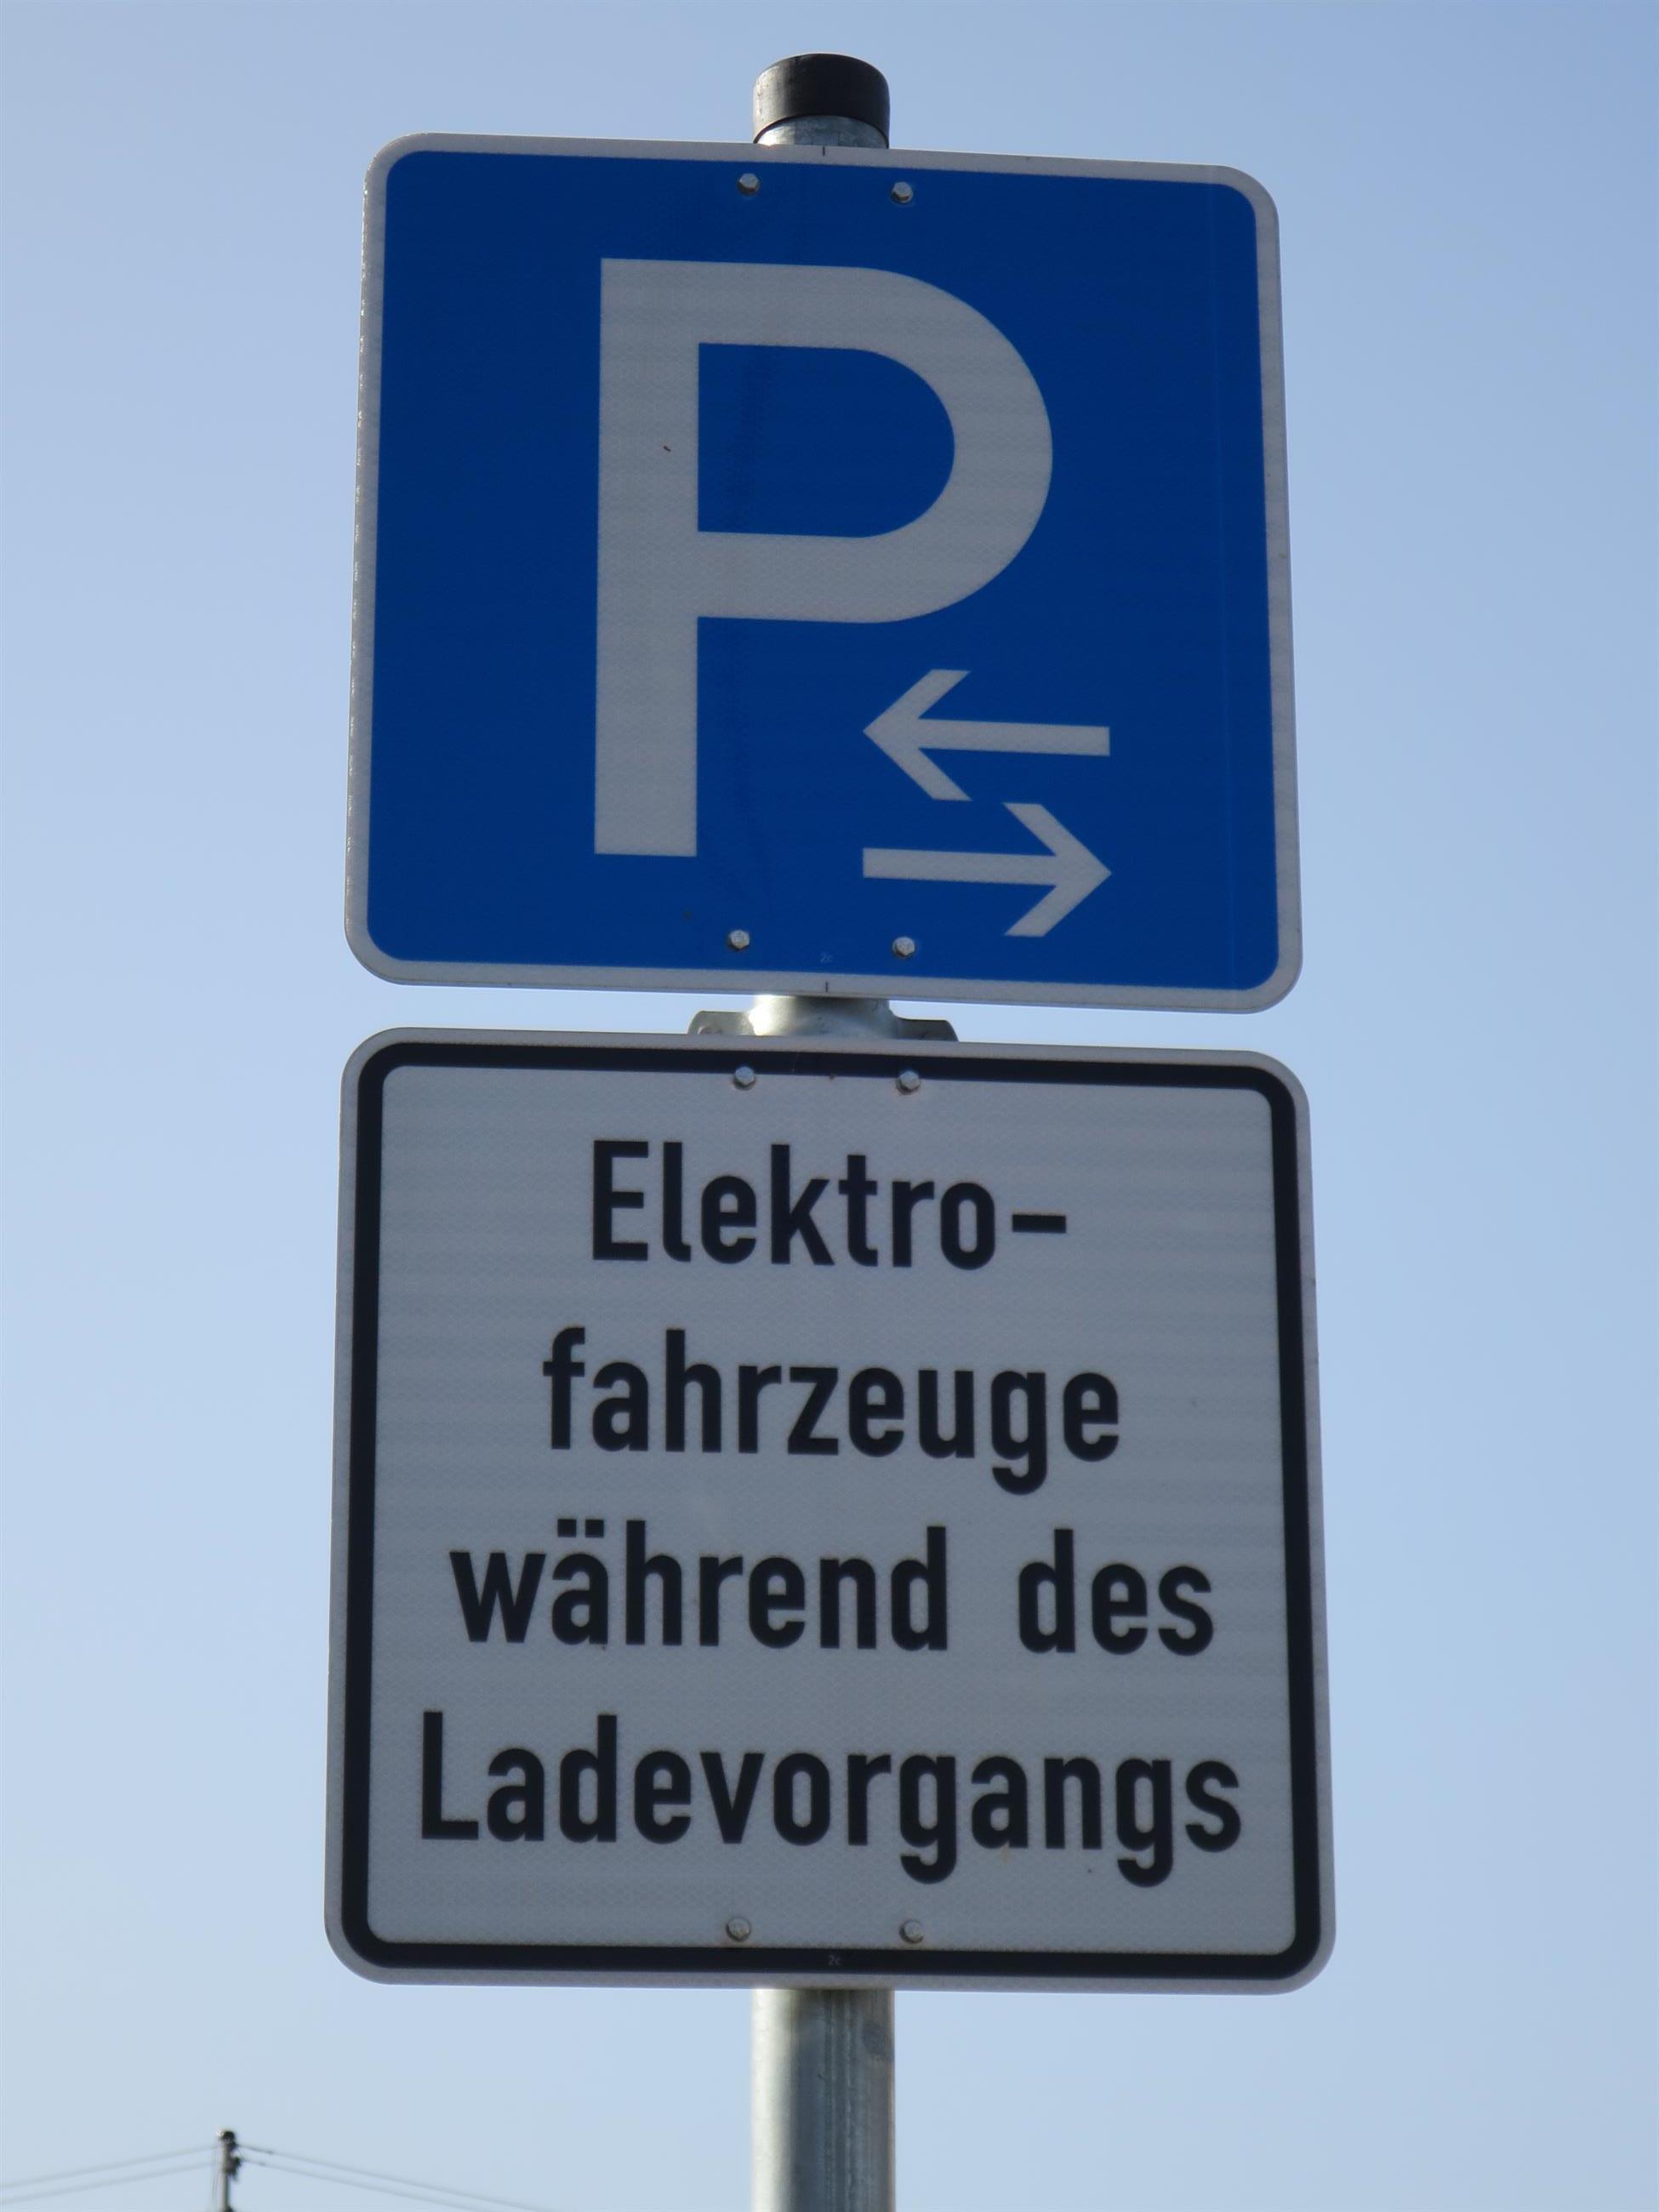 P
Elektro-
fahrzeuge
während des
Ladevorgangs